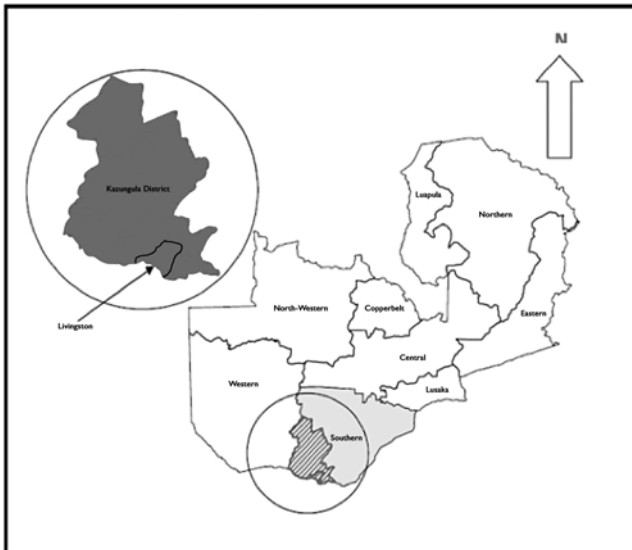 N
Kazungula District
Luapula
Northern
Livingston
North-Western
Copperbelt
Eastern
Central
Western
Lusaka
Southern